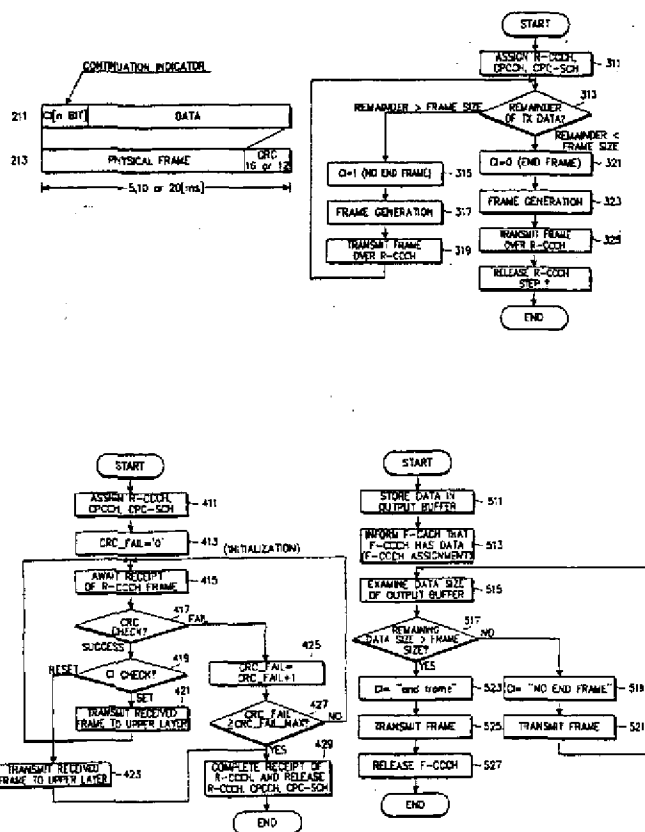 CONTINUATION INDICATOR
211
CI[n BIT]
DATA
213
PHYSICAL FRAME
CRC
16 or 12
5,10 or 20[ms]
START
ASSIGN R-CCCH,
CPCCH, CPC-SCH
311
313
REMAINDER > FRAME SIZE
REMAINDER
OF TX DATA?
REMAINDER <
FRAME SIZE
CI=1 (NO END FRAME)
315
CI=0 (END FRAME)
321
FRAME GENERATION
317
FRAME GENERATION
323
TRANSMIT FRAME
OVER R-CCCH
319
TRANSMIT FRAME
OVER R-CCCH
325
RELEASE R-CCCH
STEP
END
START
ASSIGN R-CCCH,
CPCCH, CPC-SCH
411
CRC_FAIL='0'
413
(INITIALIZATION)
AWAIT RECEIPT
OF R-CCCH FRAME
415
417
CRC
CHECK?
FAIL
SUCCESS
419
RESET
CI CHECK?
SET
421
TRANSMIT RECEIVED
FRAME TO UPPER LAYER
425
CRC_FAIL=
CRC_FAIL+1
427
CRC_FAIL
≥CRC_FAIL_MAX?
NO
YES
429
TRANSMIT RECEIVED
FRAME TO UPPER LAYER
423
COMPLETE RECEIPT OF
R-CCCH, AND RELEASE
R-CCCH, CPCCH, CPC-SCH
END
START
STORE DATA IN
OUTPUT BUFFER
511
INFORM F-CACH THAT
F-CCCH HAS DATA
(F-CCCH ASSIGNMENT)
513
EXAMINE DATA SIZE
OF OUTPUT BUFFER
515
517
REMAINING
DATA SIZE > FRAME
SIZE?
NO
YES
CI= "end frame"
523
CI= "NO END FRAME"
519
TRANSMIT FRAME
525
TRANSMIT FRAME
521
RELEASE F-CCCH
527
END